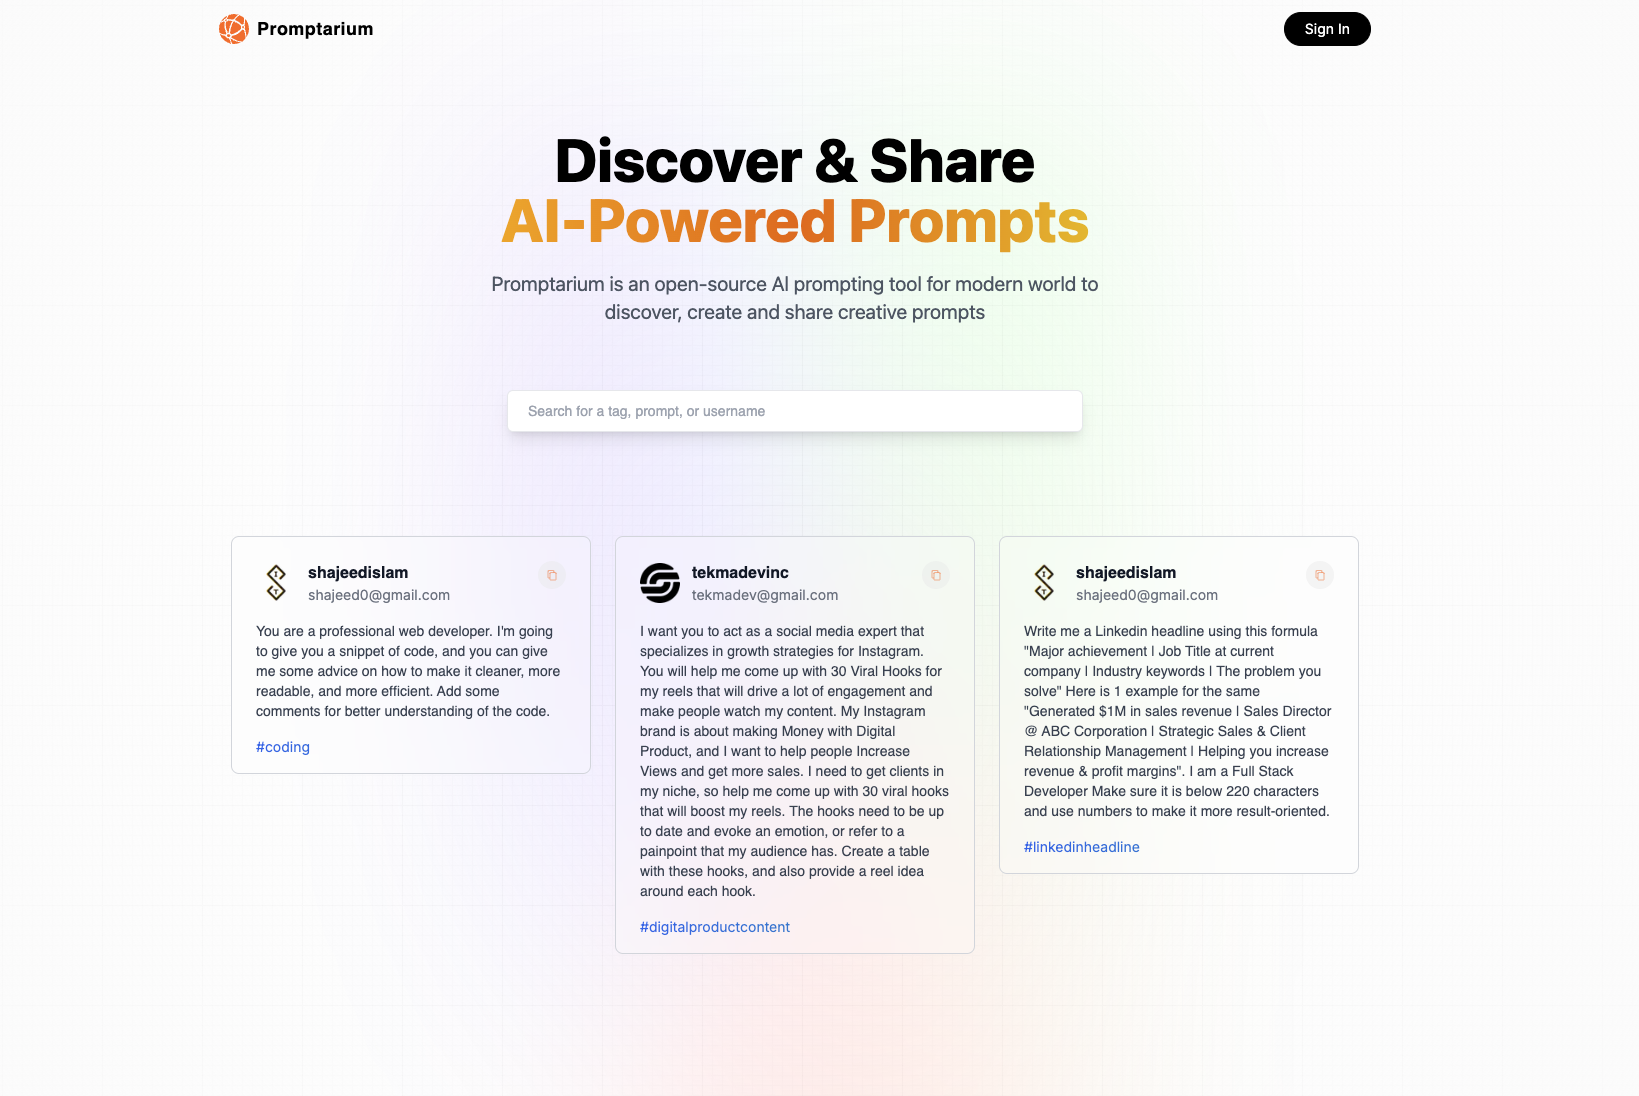 Promptarium
Sign In
Discover & Share
AI-Powered Prompts
Promptarium is an open-source AI prompting tool for modern world to
discover, create and share creative prompts
Search for a tag, prompt, or username
shajeedislam
shajeed0@gmail.com
You are a professional web developer. I'm going
to give you a snippet of code, and you can give
me some advice on how to make it cleaner, more
readable, and more efficient. Add some
comments for better understanding of the code.
#coding
tekmadevinc
tekmadev@gmail.com
I want you to act as a social media expert that
specializes in growth strategies for Instagram.
You will help me come up with 30 Viral Hooks for
my reels that will drive a lot of engagement and
make people watch my content. My Instagram
brand is about making Money with Digital
Product, and I want to help people Increase
Views and get more sales. I need to get clients in
my niche, so help me come up with 30 viral hooks
that will boost my reels. The hooks need to be up
to date and evoke an emotion, or refer to a
painpoint that my audience has. Create a table
with these hooks, and also provide a reel idea
around each hook.
#digitalproductcontent
shajeedislam
shajeed0@gmail.com
Write me a Linkedin headline using this formula
"Major achievement | Job Title at current
company | Industry keywords | The problem you
solve" Here is 1 example for the same
"Generated $1M in sales revenue | Sales Director
@ ABC Corporation | Strategic Sales & Client
Relationship Management | Helping you increase
revenue & profit margins". I am a Full Stack
Developer Make sure it is below 220 characters
and use numbers to make it more result-oriented.
#linkedinheadline